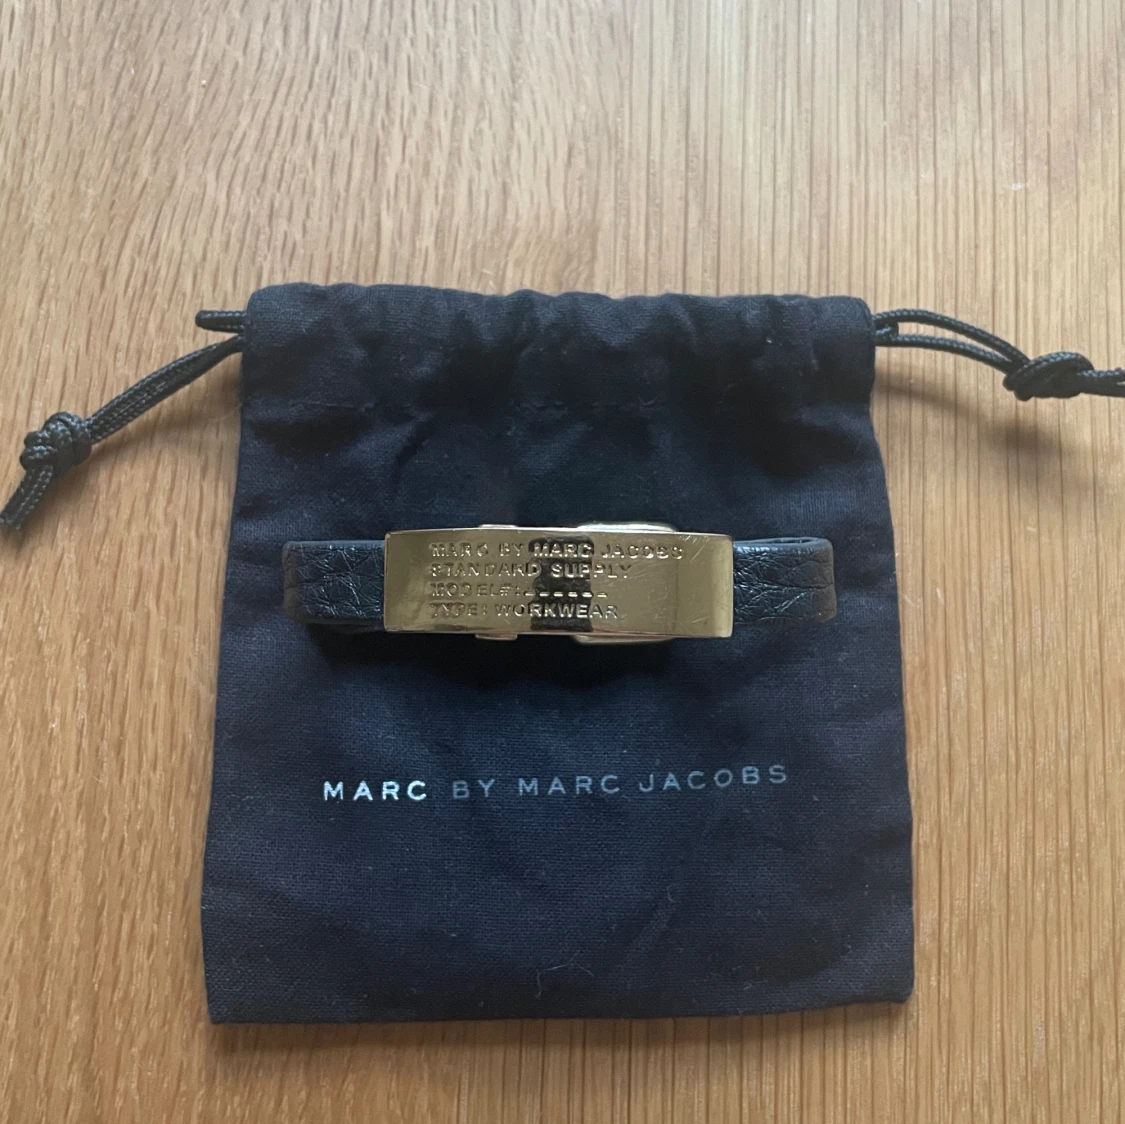 MARC BY MARC JACOBS
STANDARD SUPPLY
MODEL#:
TYPE: WORKWEAR
MARC BY MARC JACOBS